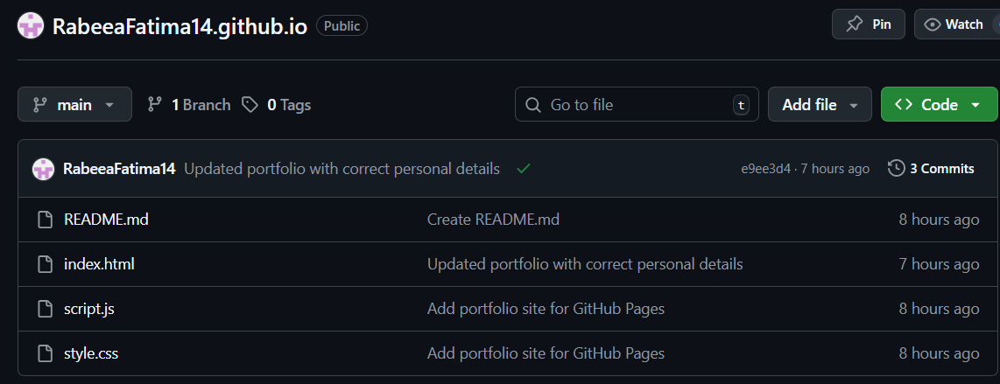 RabeeaFatima14.github.io Public Pin Watch
main 1 Branch 0 Tags Go to file t Add file Code
RabeeaFatima14 Updated portfolio with correct personal details e9ee3d4 · 7 hours ago 3 Commits
README.md Create README.md 8 hours ago
index.html Updated portfolio with correct personal details 7 hours ago
script.js Add portfolio site for GitHub Pages 8 hours ago
style.css Add portfolio site for GitHub Pages 8 hours ago